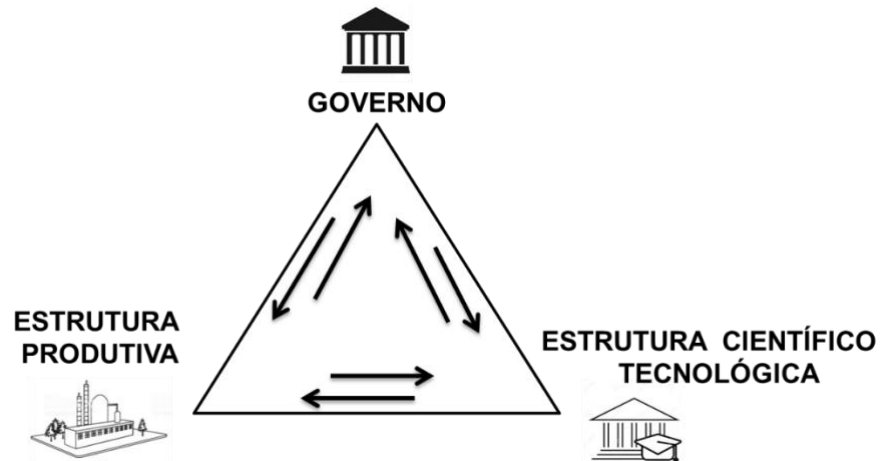 GOVERNO
ESTRUTURA
PRODUTIVA
ESTRUTURA CIENTÍFICO
TECNOLÓGICA